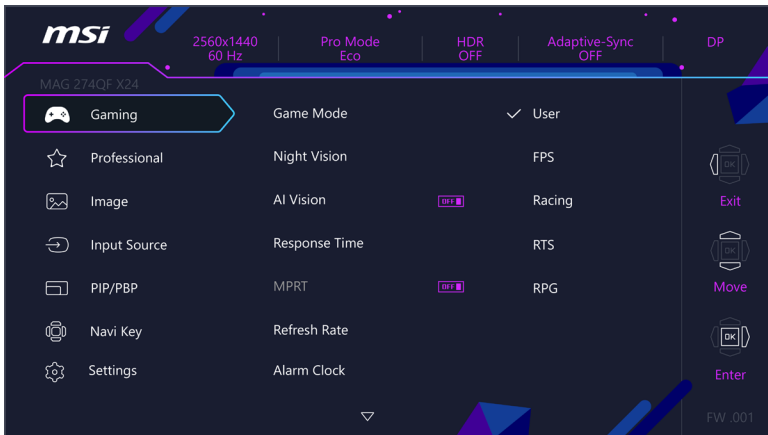 msi
2560x1440
60 Hz
Pro Mode
Eco
HDR
OFF
Adaptive-Sync
OFF
DP
MAG 274QF X24
Gaming
Professional
Image
Input Source
PIP/PBP
Navi Key
Settings
Game Mode
Night Vision
AI Vision
OFF
Response Time
MPRT
OFF
Refresh Rate
Alarm Clock
User
FPS
Racing
RTS
RPG
OK
Exit
OK
Move
OK
Enter
FW .001